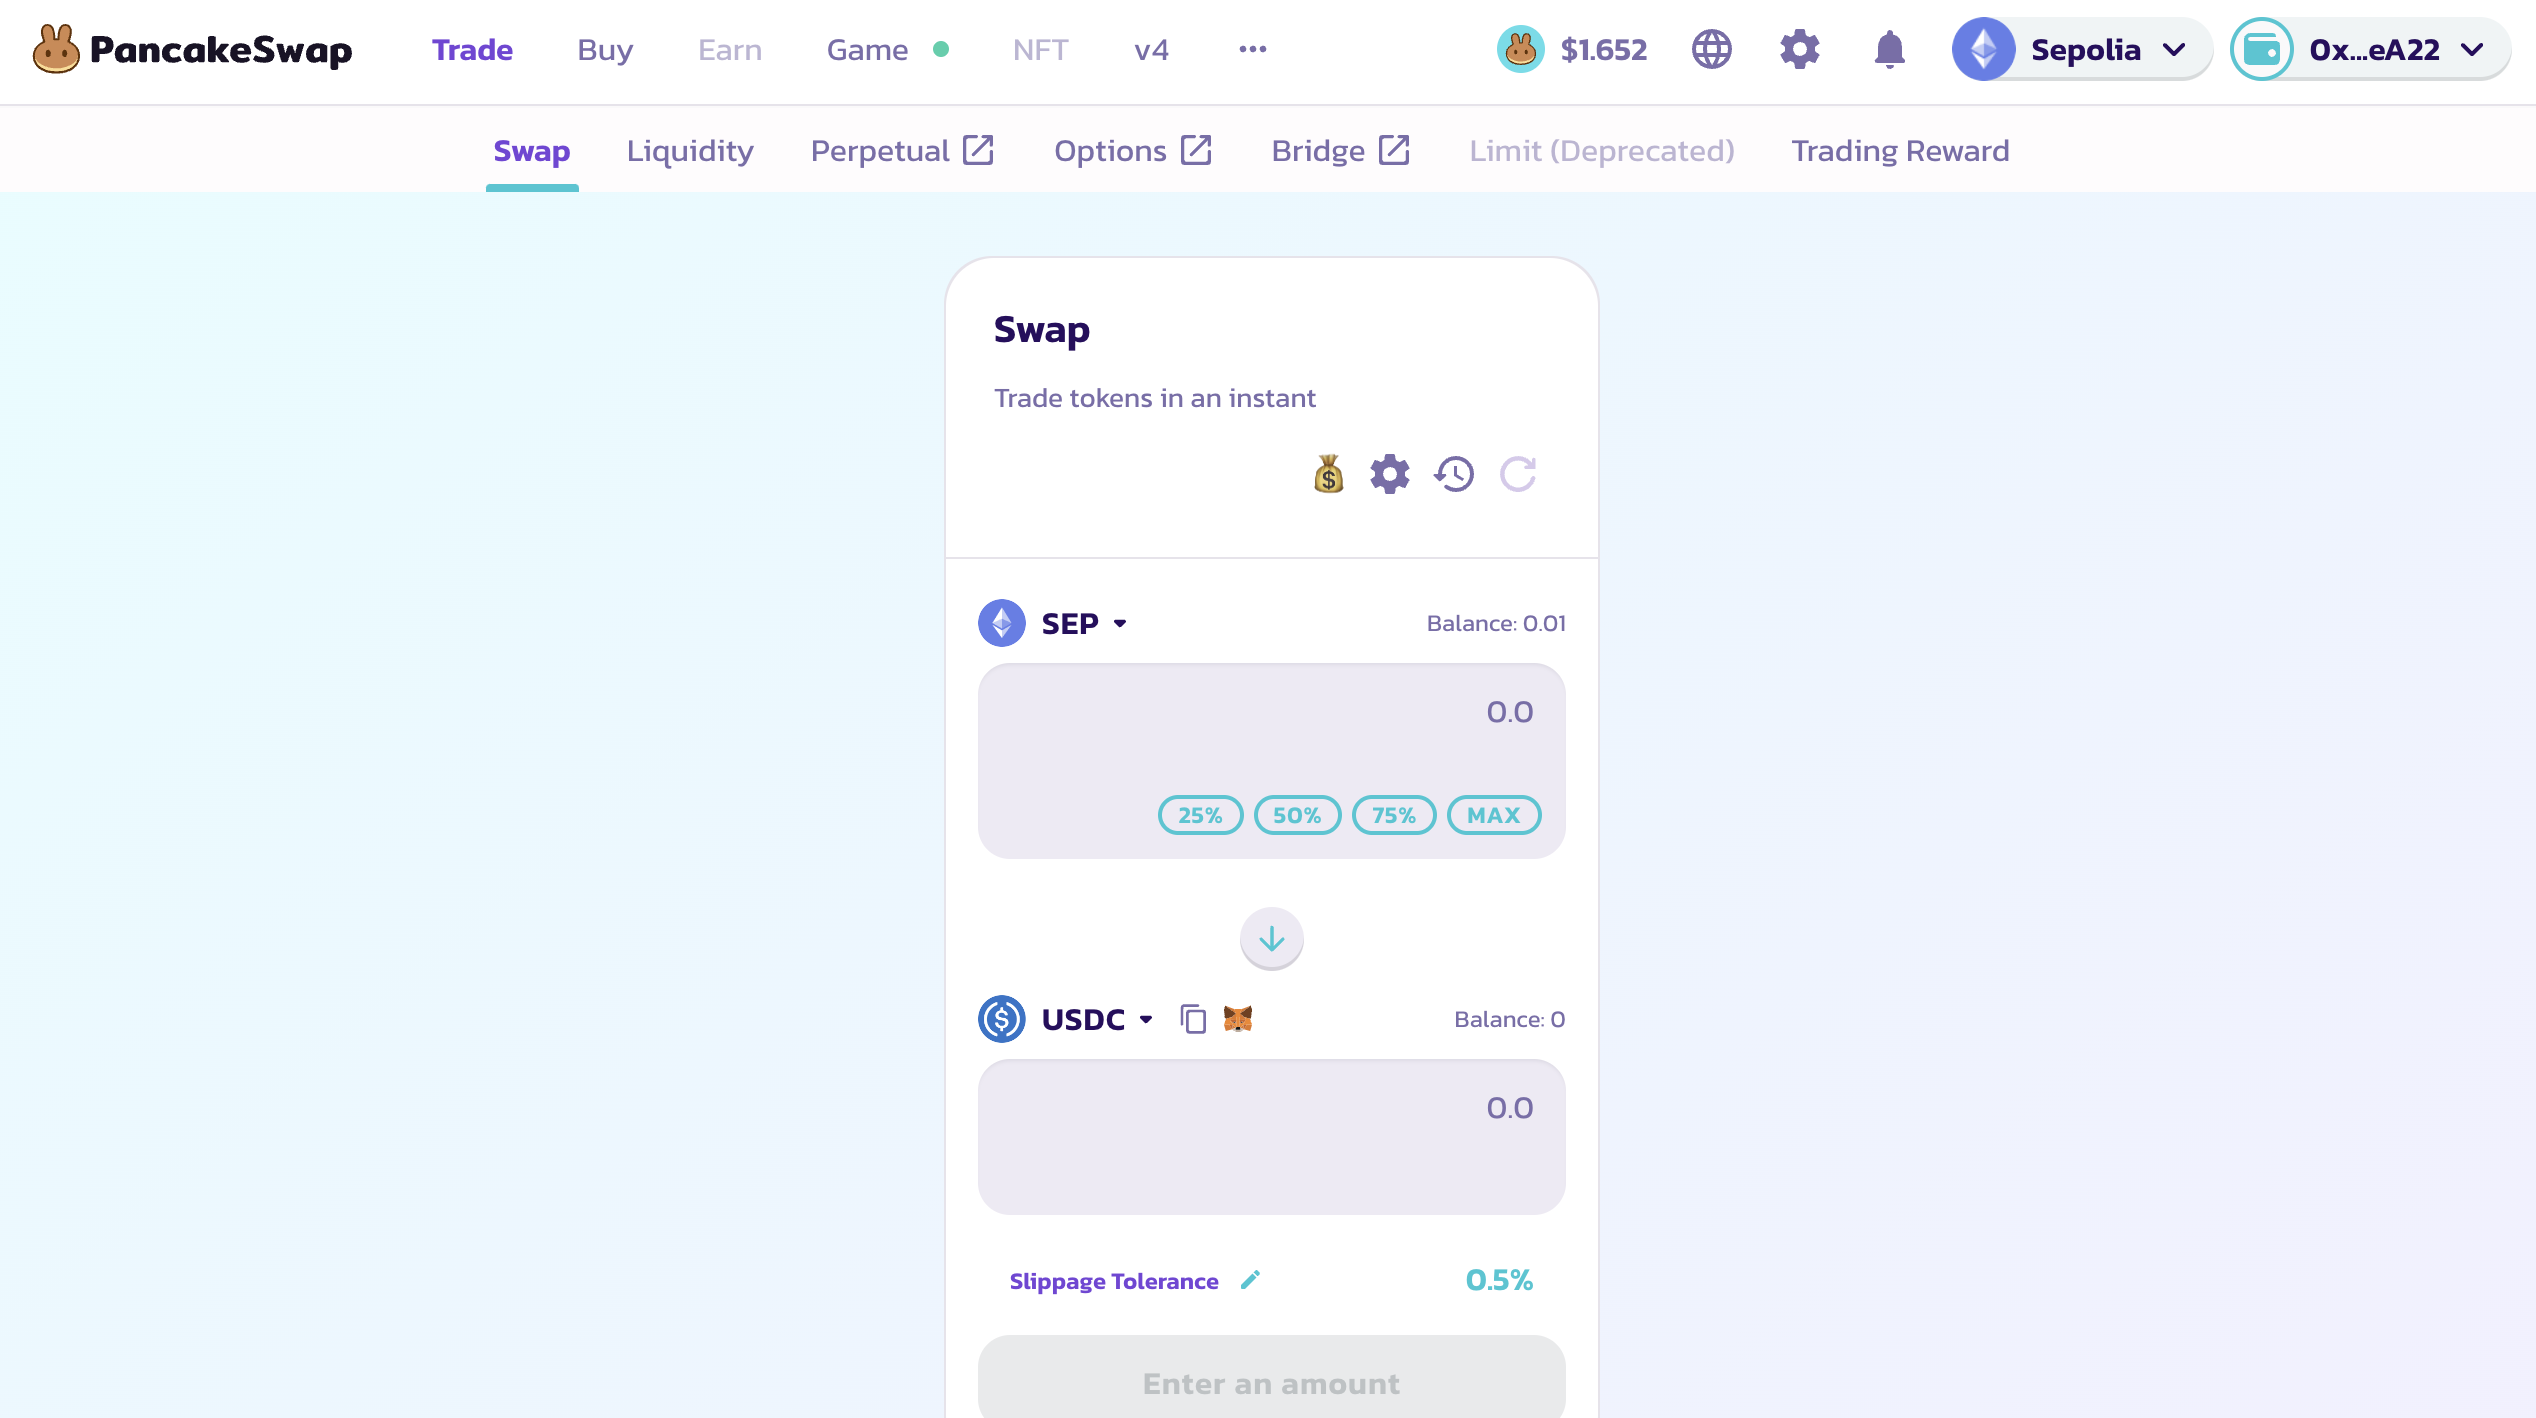 PancakeSwap Trade Buy Earn Game NFT v4 $1.652 Sepolia 0x...eA22
Swap Liquidity Perpetual Options Bridge Limit (Deprecated) Trading Reward
Swap
Trade tokens in an instant
SEP Balance: 0.01
0.0
25% 50% 75% MAX
USDC Balance: 0
0.0
Slippage Tolerance 0.5%
Enter an amount